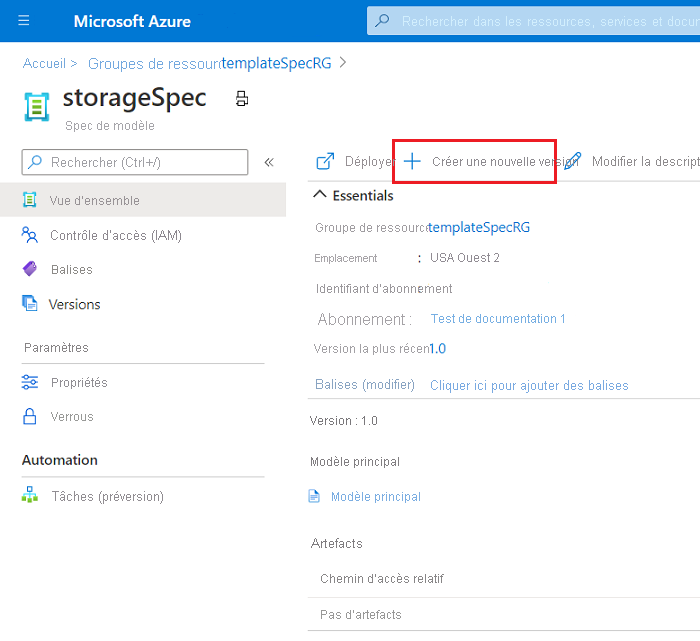 Microsoft Azure
Rechercher dans les ressources, services et docu
Accueil > Groupes de ressourc templateSpecRG >
storageSpec
Spec de modèle
Rechercher (Ctrl+/)
«
Déploye
Créer une nouvelle version
Modifier la descript
Vue d'ensemble
Contrôle d'accès (IAM)
Balises
Versions
Paramètres
Propriétés
Verrous
Automation
Tâches (préversion)
Essentials
Groupe de ressourc templateSpecRG
Emplacement : USA Ouest 2
Identifiant d'abonnement
Abonnement : Test de documentation 1
Version la plus récen 1.0
Balises (modifier) Cliquer ici pour ajouter des balises
Version : 1.0
Modèle principal
Modèle principal
Artefacts
Chemin d'accès relatif
Pas d'artefacts